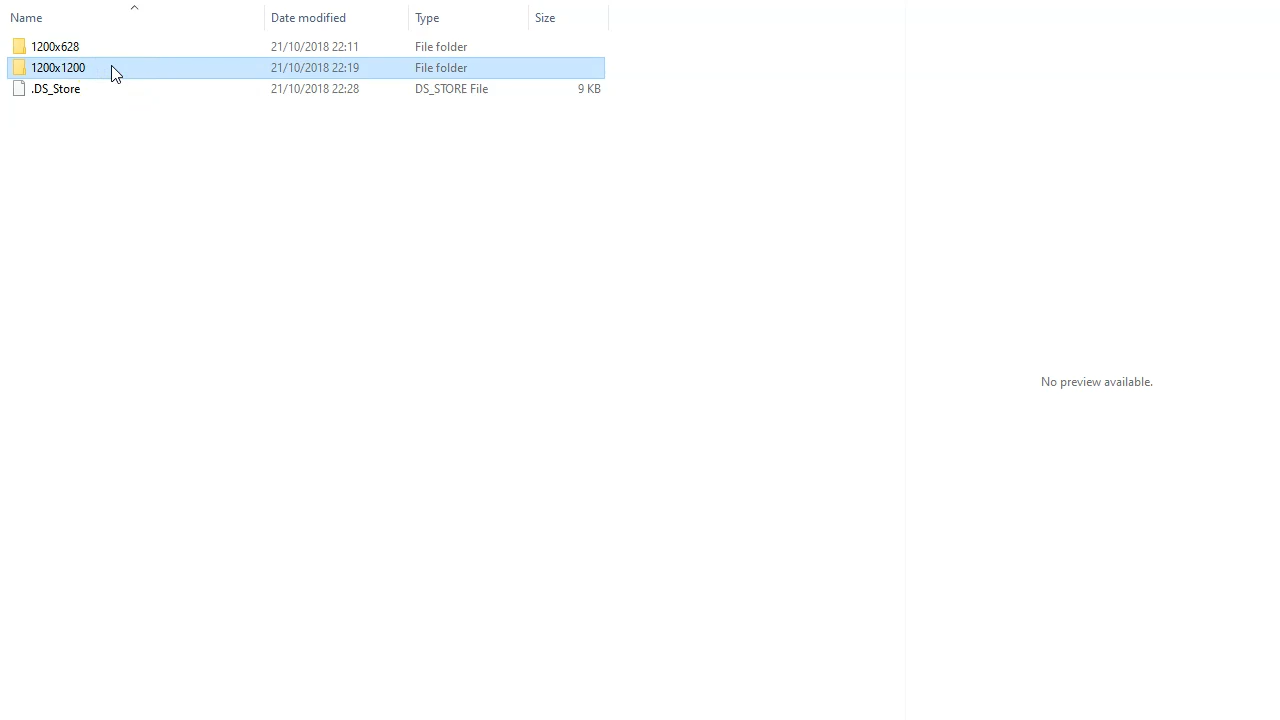 Name Date modified Type Size
1200x628 21/10/2018 22:11 File folder
1200x1200 21/10/2018 22:19 File folder
.DS_Store 21/10/2018 22:28 DS_STORE File 9 KB
No preview available.